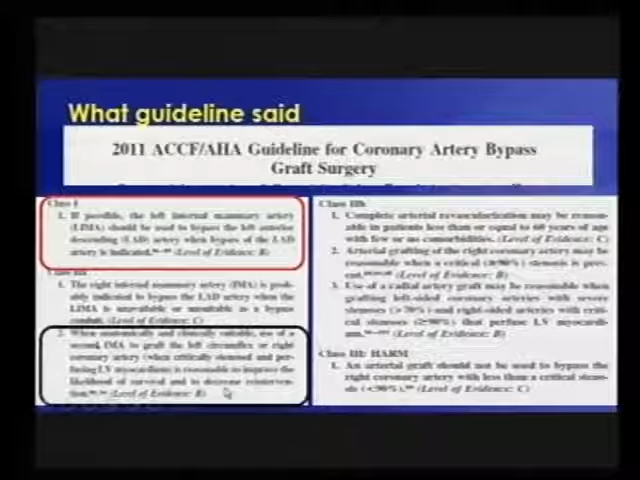 What guideline said
2011 ACCF/AHA Guideline for Coronary Artery Bypass
Graft Surgery
Class I
1. If possible, the left internal mammary artery
(LIMA) should be used to bypass the left anterior
descending (LAD) artery when bypass of the LAD
artery is indicated. (Level of Evidence: B)
1. The right internal mammary artery (IMA) is prob-
ably indicated to bypass the LAD artery when the
LIMA is unavailable or unsuitable as a bypass
conduit. (Level of Evidence: C)
2. When anatomically and clinically suitable, use of a
second IMA to graft the left circumflex or right
coronary artery (when critically stenosed and per-
fusing LV myocardium) is reasonable to improve the
likelihood of survival and to decrease reinterven-
tion. (Level of Evidence: B)
Class IIb
1. Complete arterial revascularization may be reason-
able in patients less than or equal to 60 years of age
with few or no comorbidities. (Level of Evidence: C)
2. Arterial grafting of the right coronary artery may be
reasonable when a critical (≥90%) stenosis is pres-
ent. (Level of Evidence: B)
3. Use of a radial artery graft may be reasonable when
grafting left-sided coronary arteries with severe
stenoses (>70%) and right-sided arteries with criti-
cal stenoses (≥90%) that perfuse LV myocardi-
um. (Level of Evidence: B)
Class III: HARM
1. An arterial graft should not be used to bypass the
right coronary artery with less than a critical steno-
sis (<90%). (Level of Evidence: C)